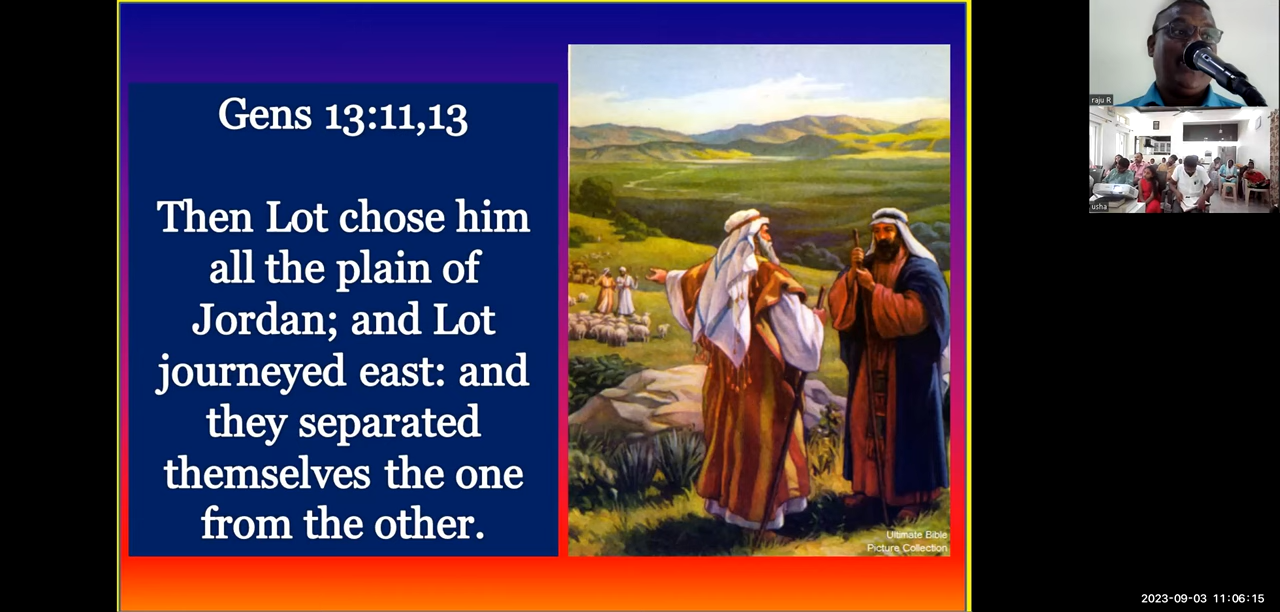 Gens 13:11,13
Then Lot chose him
all the plain of
Jordan; and Lot
journeyed east: and
they separated
themselves the one
from the other.
Ultimate Bible
Picture Collection
raju R
usha
2023-09-03 11:06:15